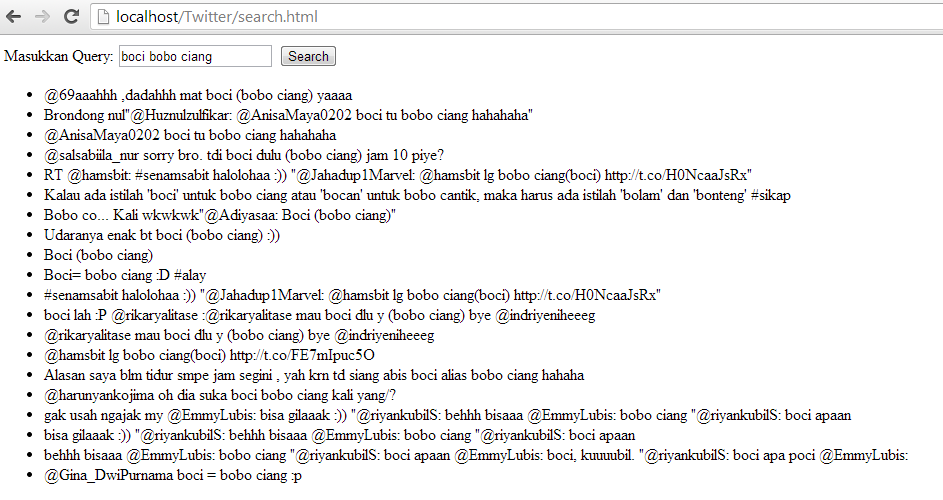 localhost/Twitter/search.html
Masukkan Query: boci bobo ciang Search
@69aaahhh ,dadahhh mat boci (bobo ciang) yaaaa
Brondong nul"@Huznulzulfikar: @AnisaMaya0202 boci tu bobo ciang hahahaha"
@AnisaMaya0202 boci tu bobo ciang hahahaha
@salsabiila_nur sorry bro. tdi boci dulu (bobo ciang) jam 10 piye?
RT @hamsbit: #senamsabit halolohaa :)) "@Jahadup1Marvel: @hamsbit lg bobo ciang(boci) http://t.co/H0NcaaJsRx"
Kalau ada istilah 'boci' untuk bobo ciang atau 'bocan' untuk bobo cantik, maka harus ada istilah 'bolam' dan 'bonteng' #sikap
Bobo co... Kali wkwkwk"@Adiyasaa: Boci (bobo ciang)"
Udaranya enak bt boci (bobo ciang) :))
Boci (bobo ciang)
Boci= bobo ciang :D #alay
#senamsabit halolohaa :)) "@Jahadup1Marvel: @hamsbit lg bobo ciang(boci) http://t.co/H0NcaaJsRx"
boci lah :P @rikaryalitase :@rikaryalitase mau boci dlu y (bobo ciang) bye @indriyeniheeeg
@rikaryalitase mau boci dlu y (bobo ciang) bye @indriyeniheeeg
@hamsbit lg bobo ciang(boci) http://t.co/FE7mIpuc5O
Alasan saya blm tidur smpe jam segini , yah krn td siang abis boci alias bobo ciang hahaha
@harunyankojima oh dia suka boci bobo ciang kali yang/?
gak usah ngajak my @EmmyLubis: bisa gilaaak :)) "@riyankubilS: behhh bisaaa @EmmyLubis: bobo ciang "@riyankubilS: boci apaan
bisa gilaaak :)) "@riyankubilS: behhh bisaaa @EmmyLubis: bobo ciang "@riyankubilS: boci apaan
behhh bisaaa @EmmyLubis: bobo ciang "@riyankubilS: boci apaan @EmmyLubis: boci, kuuuubil. "@riyankubilS: boci apa poci @EmmyLubis:
@Gina_DwiPurnama boci = bobo ciang :p